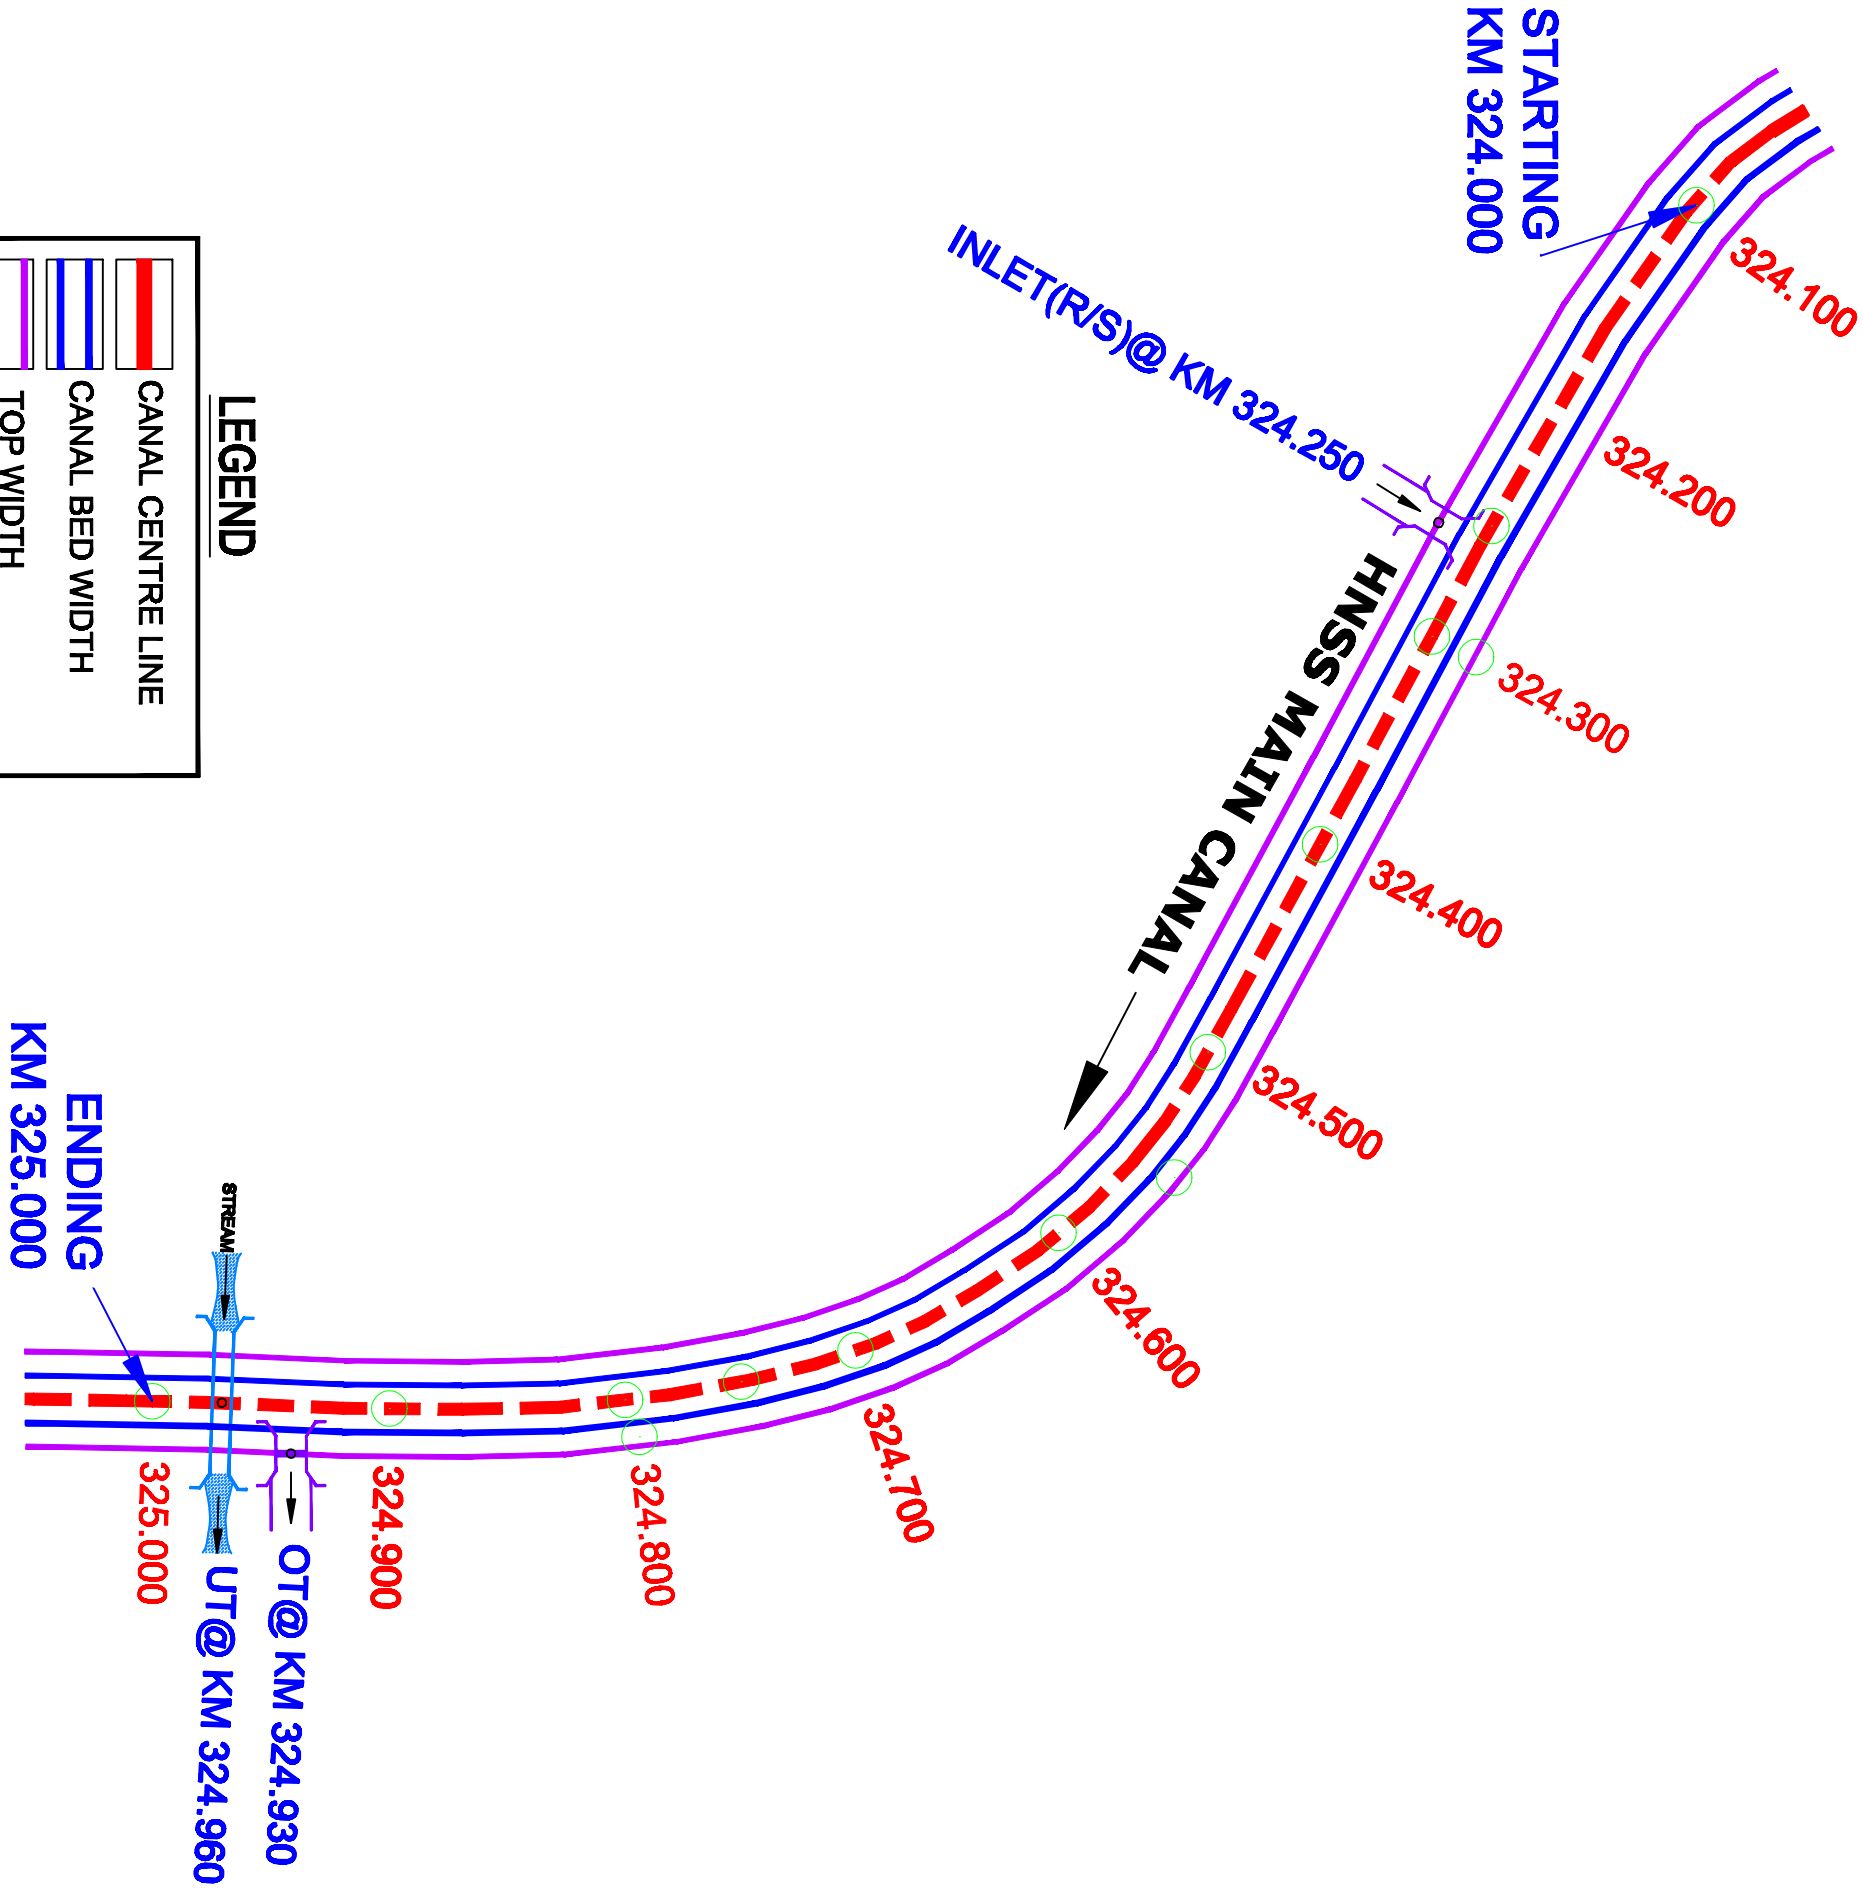 STARTING
KM 324.000
324.100
324.200
INLET(R/S)@ KM 324.250
324.300
HNSS MAIN CANAL
324.400
324.500
324.600
324.700
324.800
324.900
325.000
OT@ KM 324.930
UT@ KM 324.960
STREAM
ENDING
KM 325.000
LEGEND
CANAL CENTRE LINE
CANAL BED WIDTH
TOP WIDTH